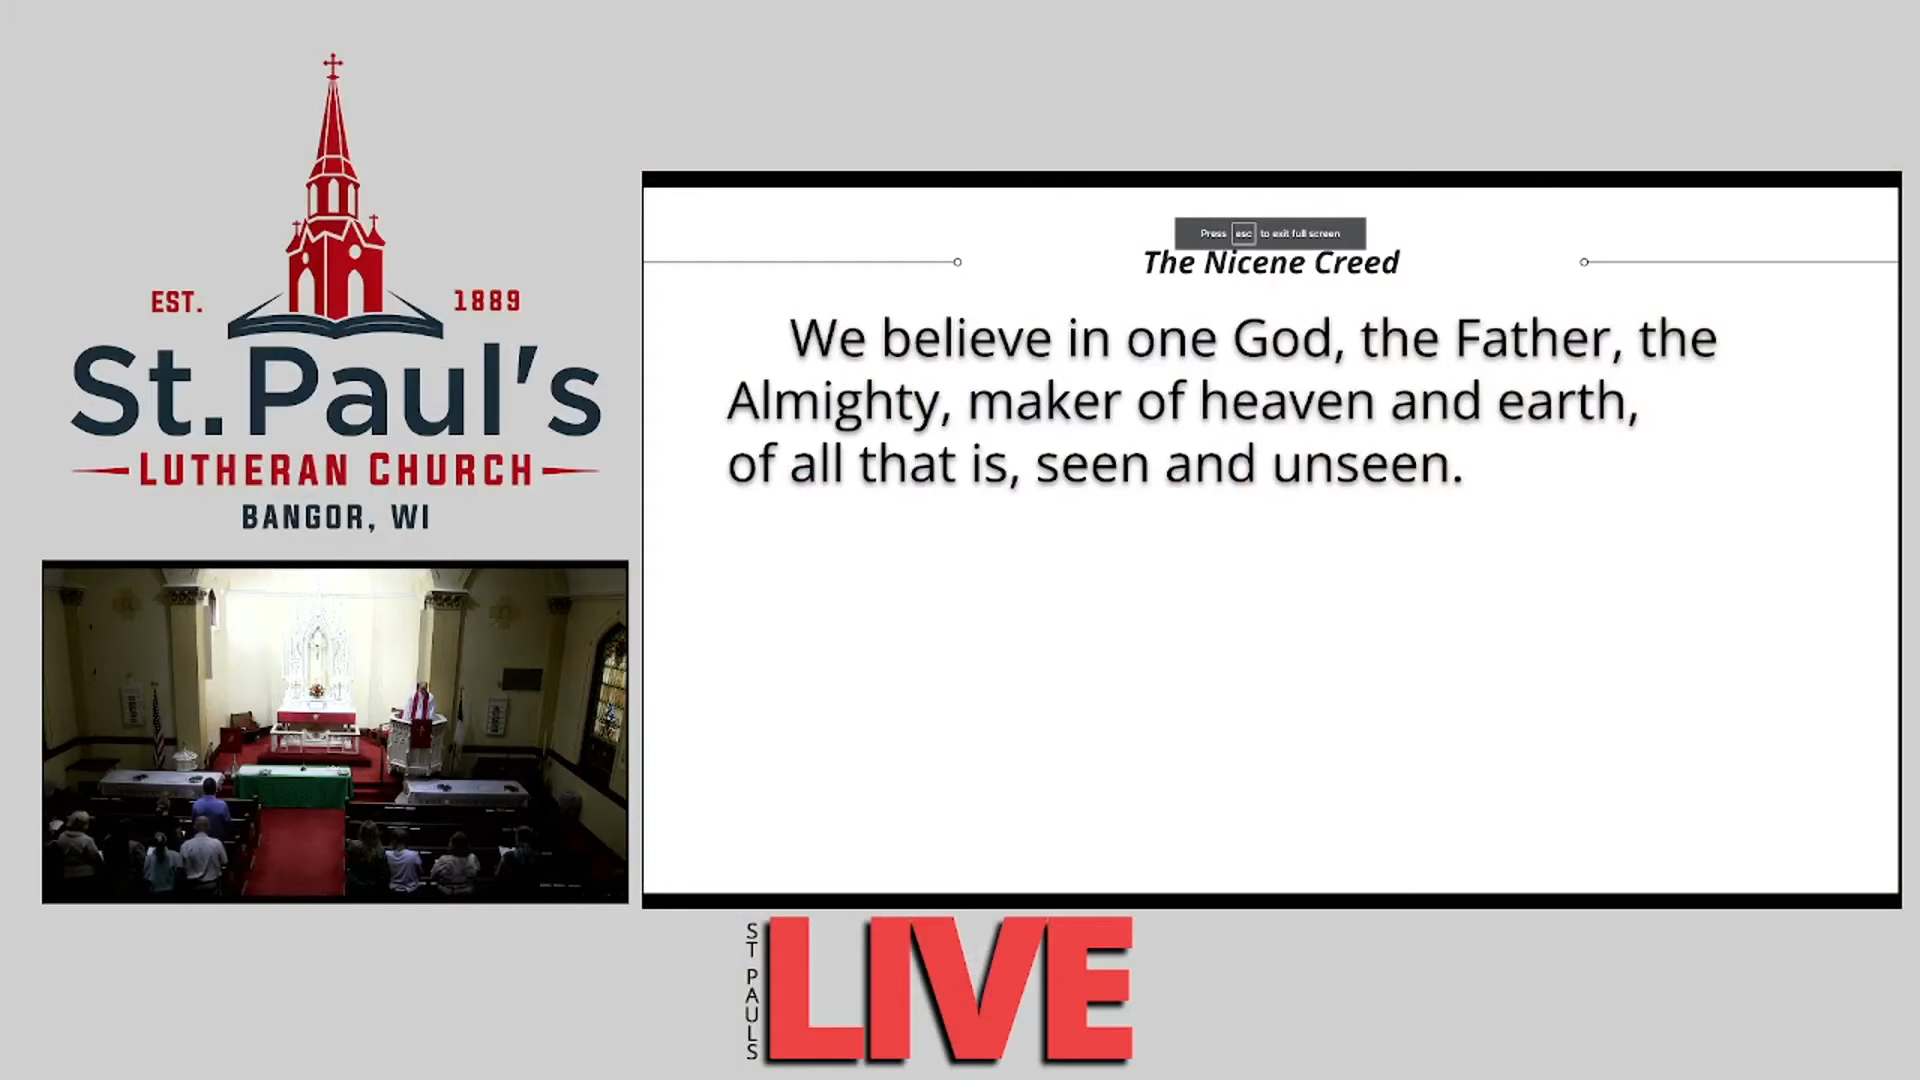 EST. 1889
St. Paul's
LUTHERAN CHURCH
BANGOR, WI
Press esc to exit full screen
The Nicene Creed
We believe in one God, the Father, the
Almighty, maker of heaven and earth,
of all that is, seen and unseen.
ST PAULS
LIVE